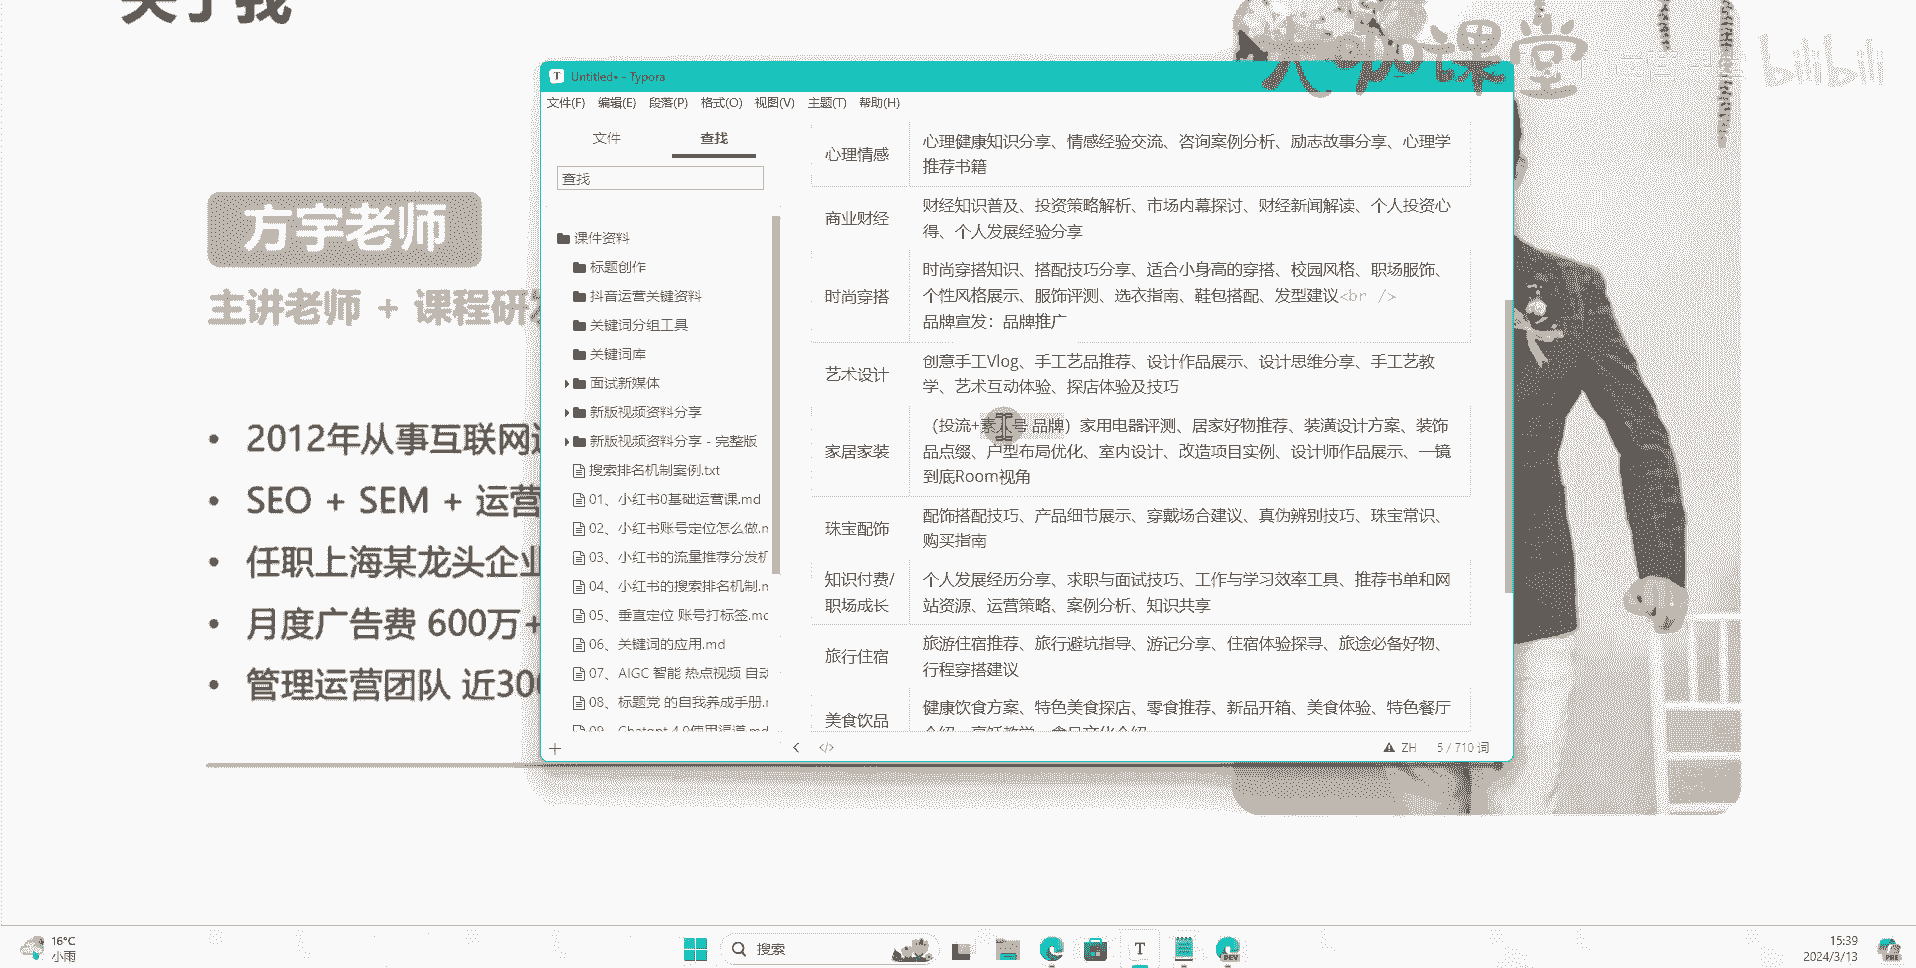 关于我
大咖课堂
bilibili
方宇老师
主讲老师 + 课程研发
2012年从事互联网
SEO + SEM + 运营
任职上海某龙头企业
月度广告费 600万+
管理运营团队 近300
Untitled• - Typora
文件(F) 编辑(E) 段落(P) 格式(O) 视图(V) 主题(T) 帮助(H)
文件 查找
查找
课件资料
标题创作
抖音运营关键资料
关键词分组工具
关键词库
面试新媒体
新版视频资料分享
新版视频资料分享 - 完整版
搜索排名机制案例.txt
01、小红书0基础运营课.md
02、小红书账号定位怎么做.m
03、小红书的流量推荐分发机
04、小红书的搜索排名机制.m
05、垂直定位 账号打标签.mc
06、关键词的应用.md
07、AIGC 智能 热点视频 自动
08、标题党 的自我养成手册.r
09、Chatgpt 4.0使用渠道.md
心理情感
心理健康知识分享、情感经验交流、咨询案例分析、励志故事分享、心理学
推荐书籍
商业财经
财经知识普及、投资策略解析、市场内幕探讨、财经新闻解读、个人投资心
得、个人发展经验分享
时尚穿搭
时尚穿搭知识、搭配技巧分享、适合小身高的穿搭、校园风格、职场服饰、
个性风格展示、服饰评测、选衣指南、鞋包搭配、发型建议<br />
品牌宣发：品牌推广
艺术设计
创意手工Vlog、手工艺品推荐、设计作品展示、设计思维分享、手工艺教
学、艺术互动体验、探店体验及技巧
家居家装
（投流+素人号 品牌）家用电器评测、居家好物推荐、装潢设计方案、装饰
品点缀、户型布局优化、室内设计、改造项目实例、设计师作品展示、一镜
到底Room视角
珠宝配饰
配饰搭配技巧、产品细节展示、穿戴场合建议、真伪辨别技巧、珠宝常识、
购买指南
知识付费/
职场成长
个人发展经历分享、求职与面试技巧、工作与学习效率工具、推荐书单和网
站资源、运营策略、案例分析、知识共享
旅行住宿
旅游住宿推荐、旅行避坑指导、游记分享、住宿体验探寻、旅途必备好物、
行程穿搭建议
美食饮品
健康饮食方案、特色美食探店、零食推荐、新品开箱、美食体验、特色餐厅
介绍、烹饪教学、食品文化介绍
ZH 5 / 710 词
16°C
小雨
搜索
15:39
2024/3/13